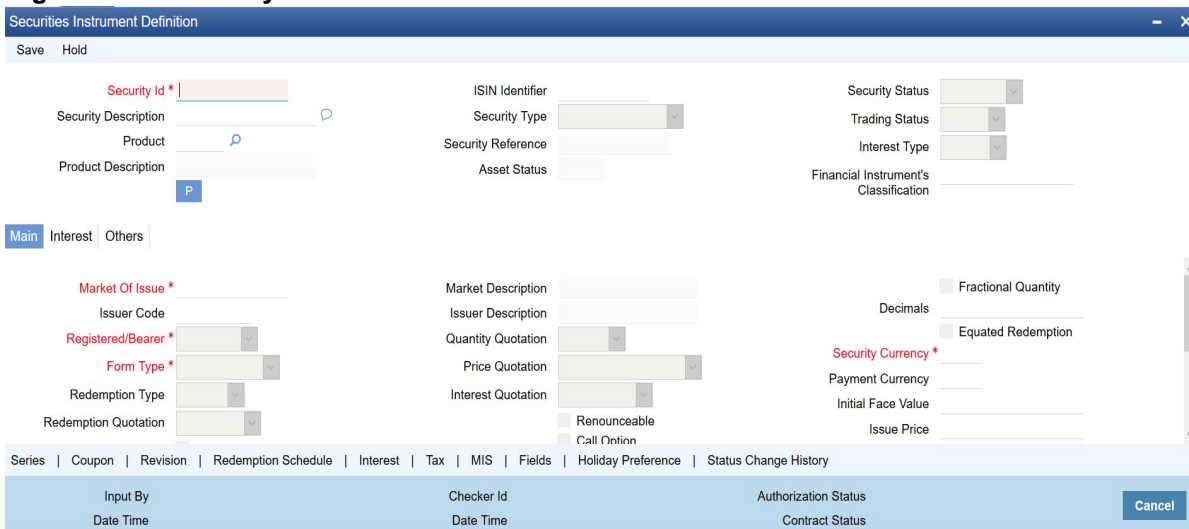 Securities Instrument Definition
Save Hold
Security Id *
Security Description
Product
Product Description
P
ISIN Identifier
Security Type
Security Reference
Asset Status
Security Status
Trading Status
Interest Type
Financial Instrument's
Classification
Main Interest Others
Market Of Issue *
Issuer Code
Registered/Bearer *
Form Type *
Redemption Type
Redemption Quotation
Market Description
Issuer Description
Quantity Quotation
Price Quotation
Interest Quotation
Renounceable
Call Option
Fractional Quantity
Decimals
Equated Redemption
Security Currency *
Payment Currency
Initial Face Value
Issue Price
Series | Coupon | Revision | Redemption Schedule | Interest | Tax | MIS | Fields | Holiday Preference | Status Change History
Input By
Date Time
Checker Id
Date Time
Authorization Status
Contract Status
Cancel